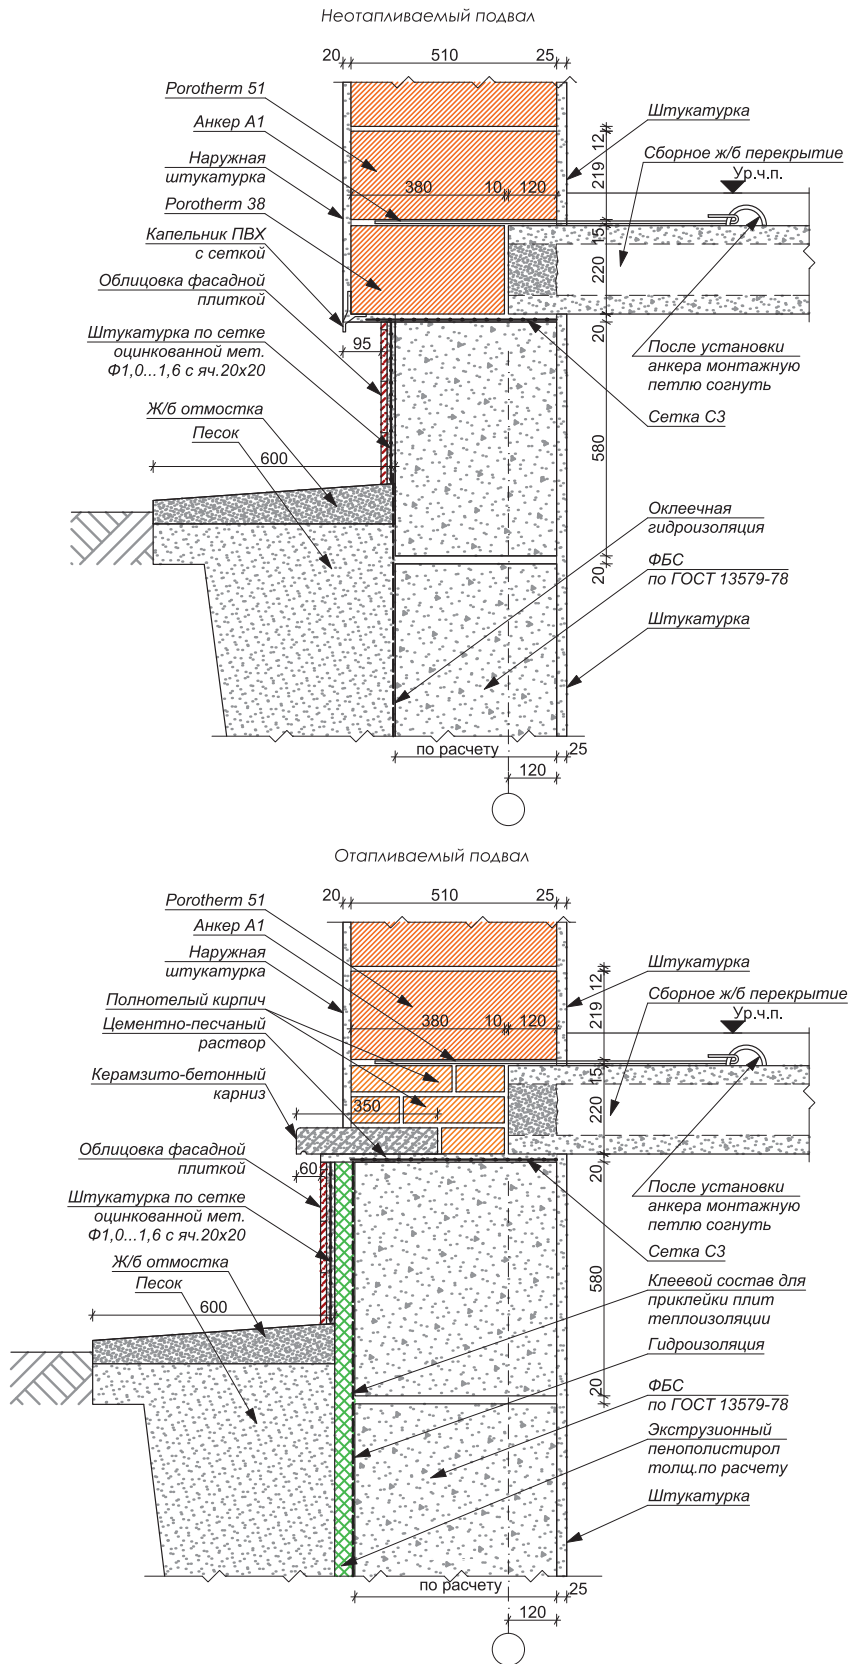 Неотапливаемый подвал
20
510
25
Porotherm 51
Анкер А1
Наружная
штукатурка
Porotherm 38
Капельник ПВХ
с сеткой
Облицовка фасадной
плиткой
Штукатурка по сетке
оцинкованной мет.
Ф1,0...1,6 с яч.20х20
Ж/б отмостка
Песок
600
95
380
10
120
12
219
15
220
20
580
20
Штукатурка
Сборное ж/б перекрытие
Ур.ч.п.
После установки
анкера монтажную
петлю согнуть
Сетка С3
Оклеечная
гидроизоляция
ФБС
по ГОСТ 13579-78
Штукатурка
по расчету
25
120
Отапливаемый подвал
20
510
25
Porotherm 51
Анкер А1
Наружная
штукатурка
Полнотелый кирпич
Цементно-песчаный
раствор
Керамзито-бетонный
карниз
Облицовка фасадной
плиткой
Штукатурка по сетке
оцинкованной мет.
Ф1,0...1,6 с яч.20х20
Ж/б отмостка
Песок
600
350
60
380
10
120
12
219
15
220
20
580
20
Штукатурка
Сборное ж/б перекрытие
Ур.ч.п.
После установки
анкера монтажную
петлю согнуть
Сетка С3
Клеевой состав для
приклейки плит
теплоизоляции
Гидроизоляция
ФБС
по ГОСТ 13579-78
Экструзионный
пенополистирол
толщ.по расчету
Штукатурка
по расчету
25
120